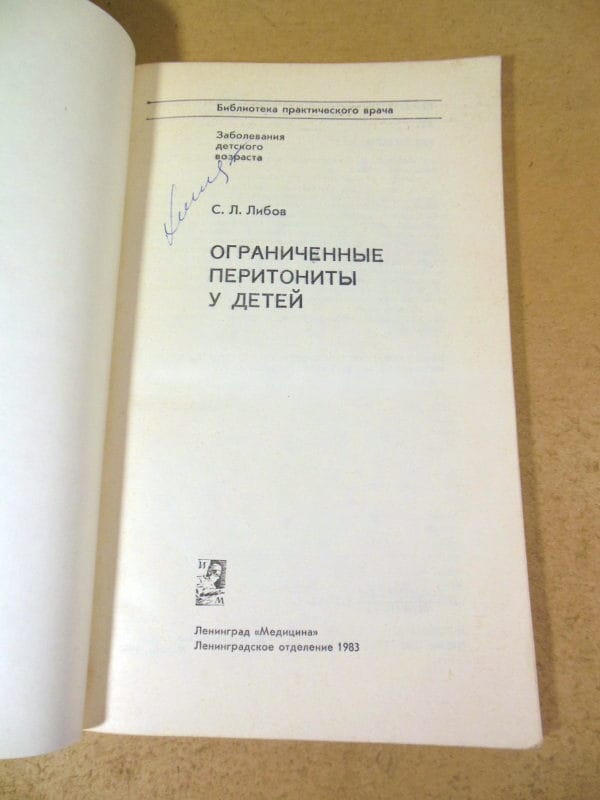 Библиотека практического врача
Заболевания
детского
возраста
С. Л. Либов
ОГРАНИЧЕННЫЕ
ПЕРИТОНИТЫ
У ДЕТЕЙ
И
М
Ленинград «Медицина»
Ленинградское отделение 1983